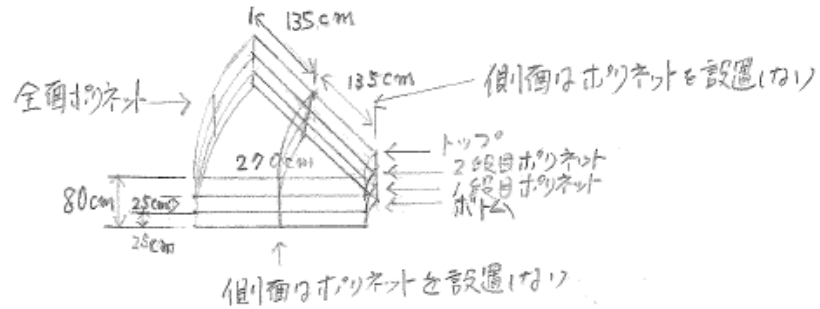 135cm
135cm
側面はポリネットを設置しない
全面ポリネット
トップ
2段目ポリネット
1段目ポリネット
ボトム
270cm
80cm
25cm
25cm
側面はポリネットを設置しない